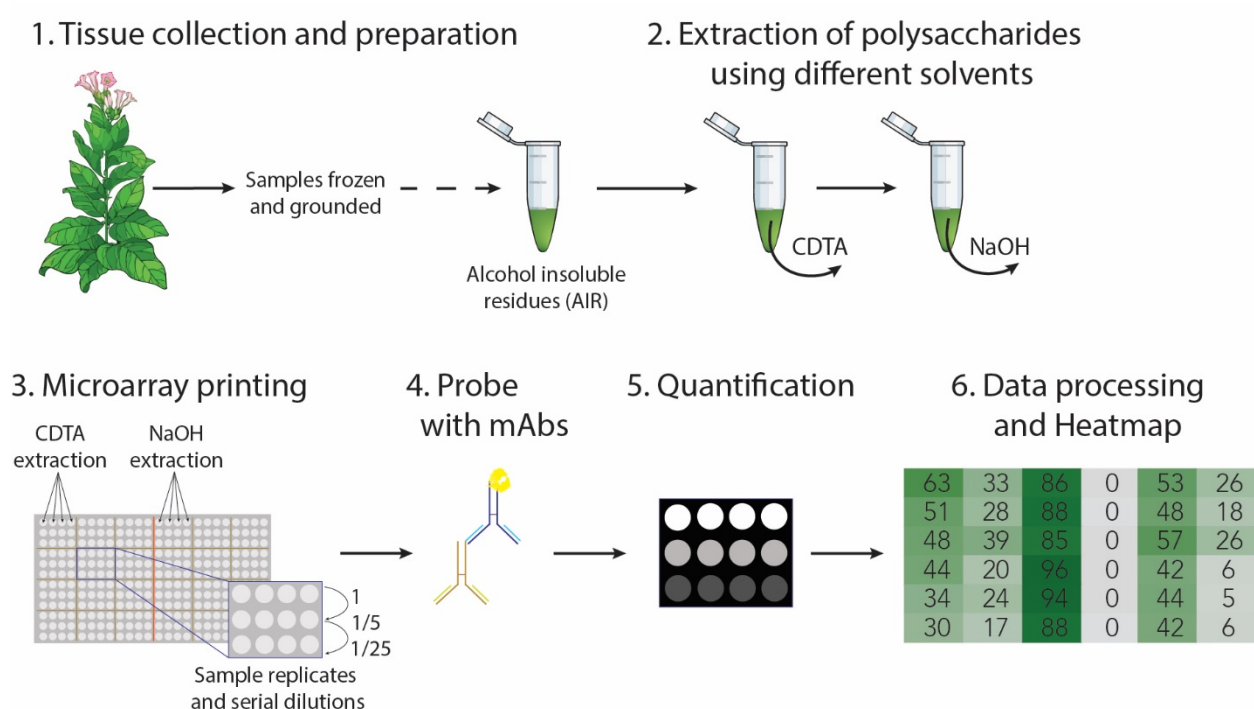 1. Tissue collection and preparation
Samples frozen
and grounded
Alcohol insoluble
residues (AIR)
2. Extraction of polysaccharides
using different solvents
CDTA
NaOH
3. Microarray printing
CDTA
extraction
NaOH
extraction
1
1/5
1/25
Sample replicates
and serial dilutions
4. Probe
with mAbs
5. Quantification
6. Data processing
and Heatmap
63 33 86 0 53 26
51 28 88 0 48 18
48 39 85 0 57 26
44 20 96 0 42 6
34 24 94 0 44 5
30 17 88 0 42 6